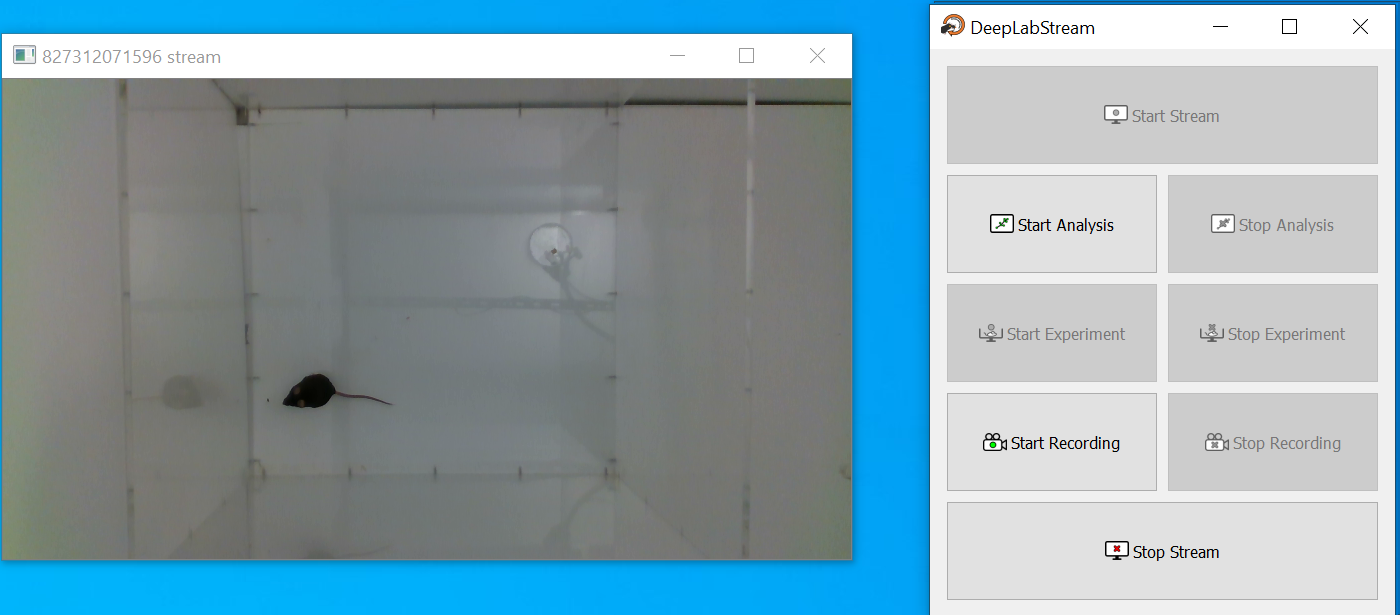 827312071596 stream
DeepLabStream
Start Stream
Start Analysis
Stop Analysis
Start Experiment
Stop Experiment
Start Recording
Stop Recording
Stop Stream